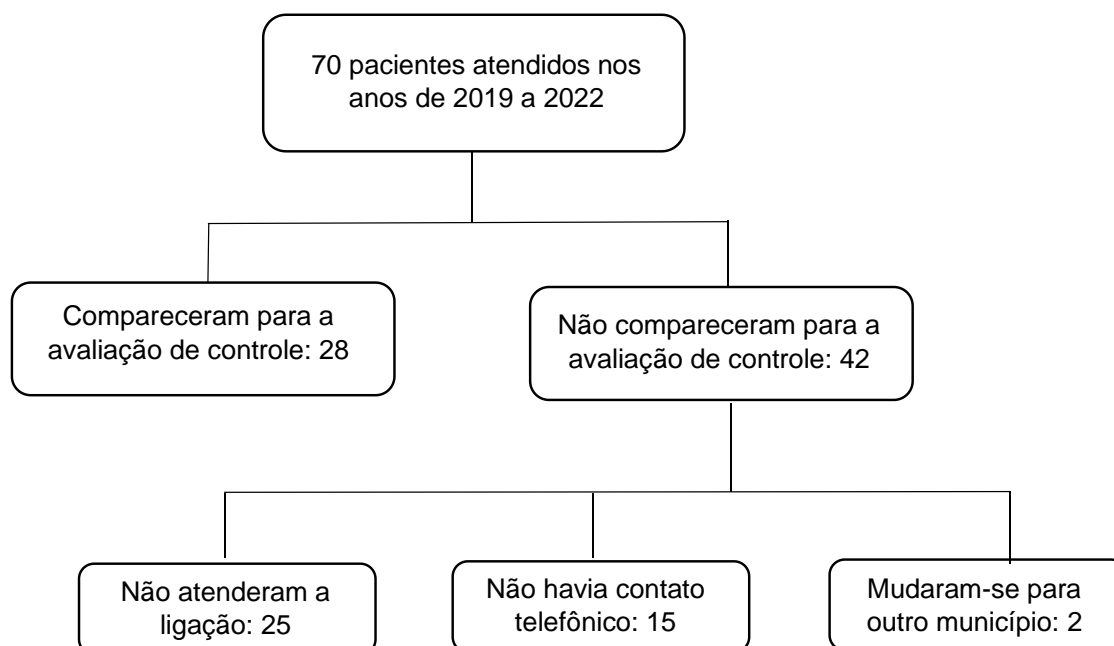 70 pacientes atendidos nos
anos de 2019 a 2022
Compareceram para a
avaliação de controle: 28
Não compareceram para a
avaliação de controle: 42
Não atenderam a
ligação: 25
Não havia contato
telefônico: 15
Mudaram-se para
outro município: 2